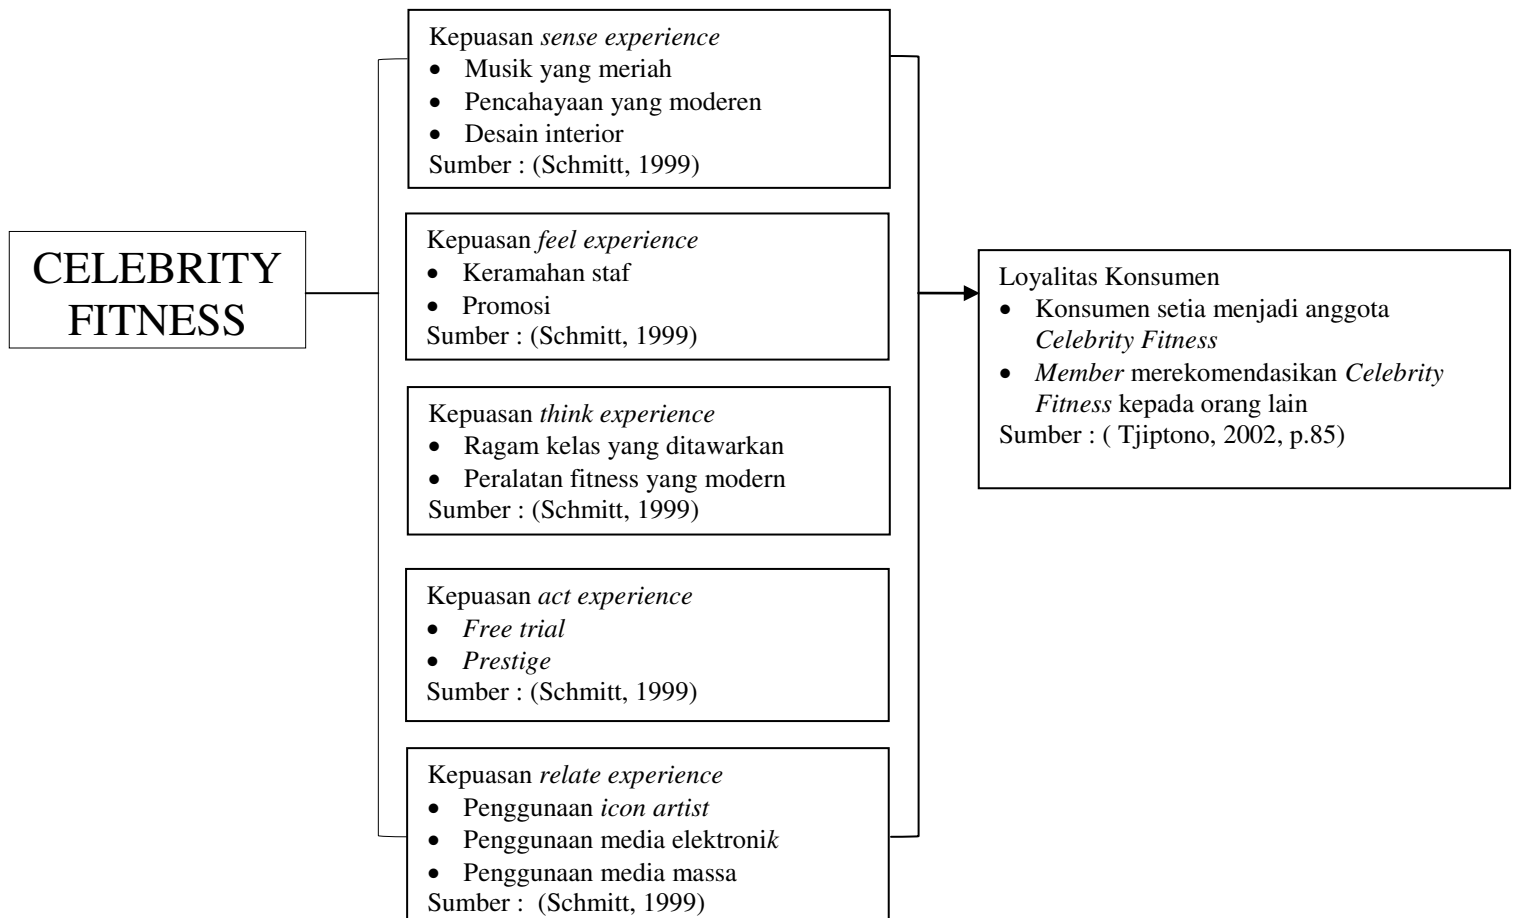 CELEBRITY
FITNESS
Kepuasan sense experience
• Musik yang meriah
• Pencahayaan yang moderen
• Desain interior
Sumber : (Schmitt, 1999)
Kepuasan feel experience
• Keramahan staf
• Promosi
Sumber : (Schmitt, 1999)
Kepuasan think experience
• Ragam kelas yang ditawarkan
• Peralatan fitness yang modern
Sumber : (Schmitt, 1999)
Kepuasan act experience
• Free trial
• Prestige
Sumber : (Schmitt, 1999)
Kepuasan relate experience
• Penggunaan icon artist
• Penggunaan media elektronik
• Penggunaan media massa
Sumber : (Schmitt, 1999)
Loyalitas Konsumen
• Konsumen setia menjadi anggota
Celebrity Fitness
• Member merekomendasikan Celebrity
Fitness kepada orang lain
Sumber : ( Tjiptono, 2002, p.85)